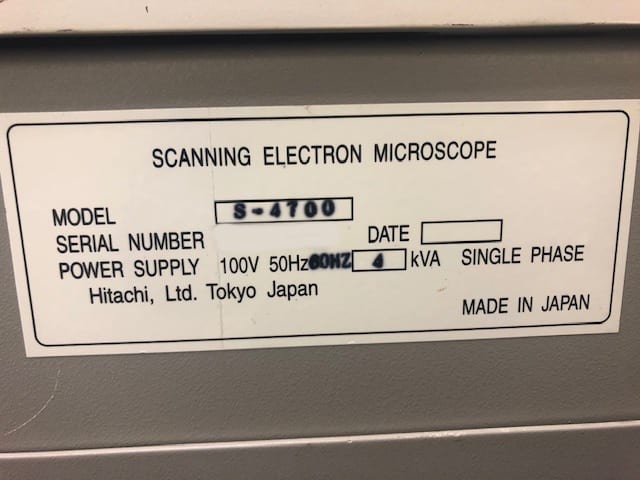 SCANNING ELECTRON MICROSCOPE
MODEL S-4700
SERIAL NUMBER DATE
POWER SUPPLY 100V 50Hz 60HZ 4 kVA SINGLE PHASE
Hitachi, Ltd. Tokyo Japan
MADE IN JAPAN